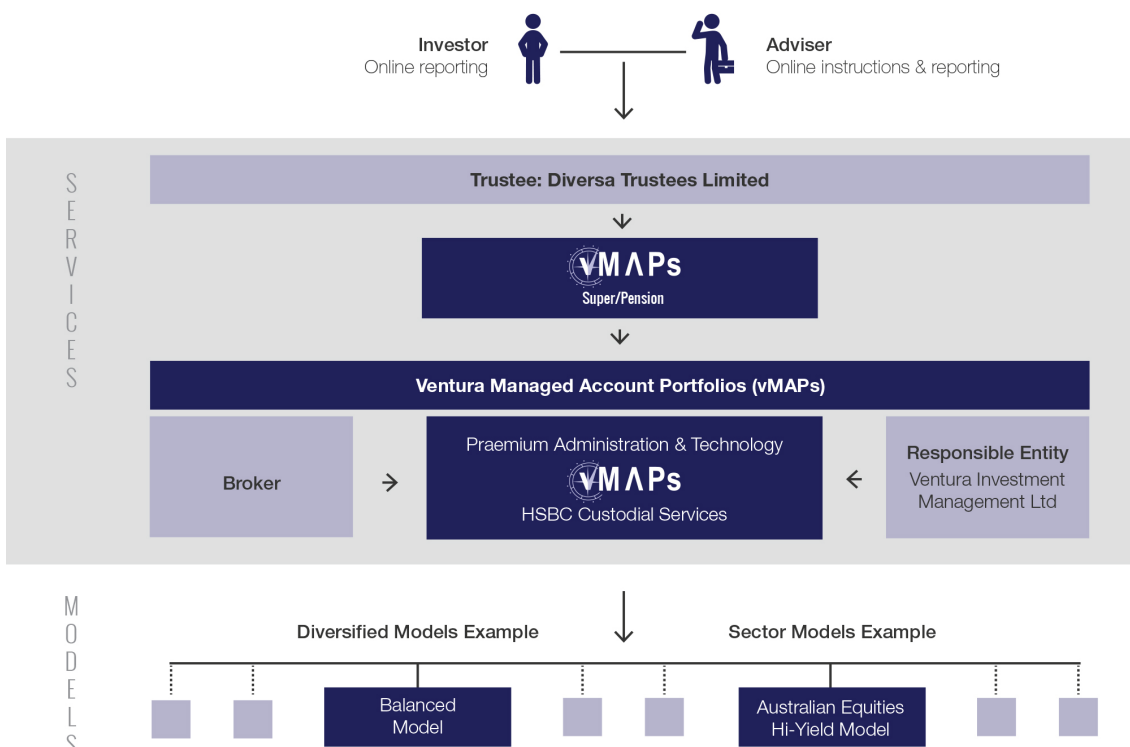 Investor
Online reporting
Adviser
Online instructions & reporting
SERVICES
Trustee: Diversa Trustees Limited
vMAPs
Super/Pension
Ventura Managed Account Portfolios (vMAPs)
Broker
Praemium Administration & Technology
vMAPs
HSBC Custodial Services
Responsible Entity
Ventura Investment
Management Ltd
MODELS
Diversified Models Example
Sector Models Example
Balanced
Model
Australian Equities
Hi-Yield Model